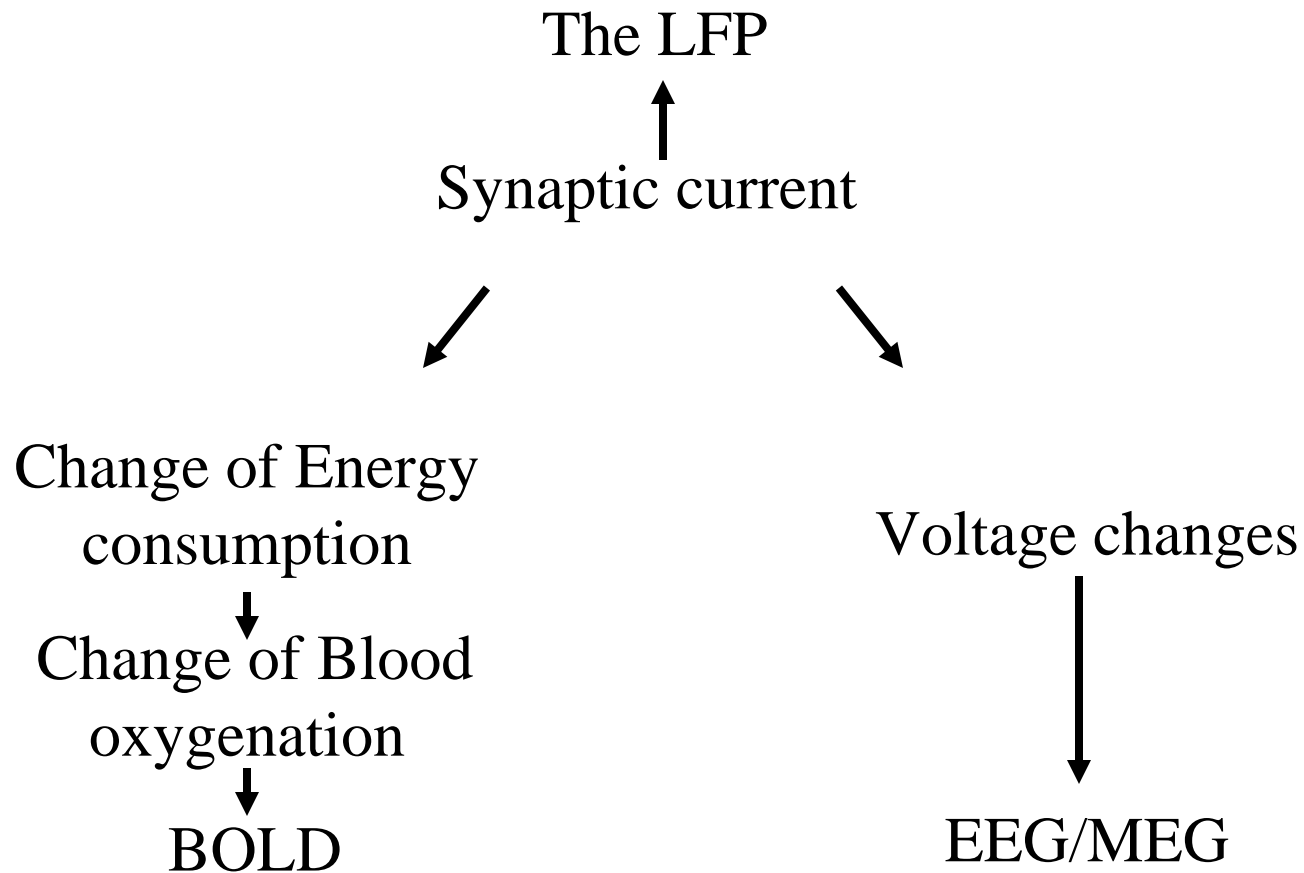 The LFP
Synaptic current
Change of Energy
consumption
Change of Blood
oxygenation
BOLD
Voltage changes
EEG/MEG